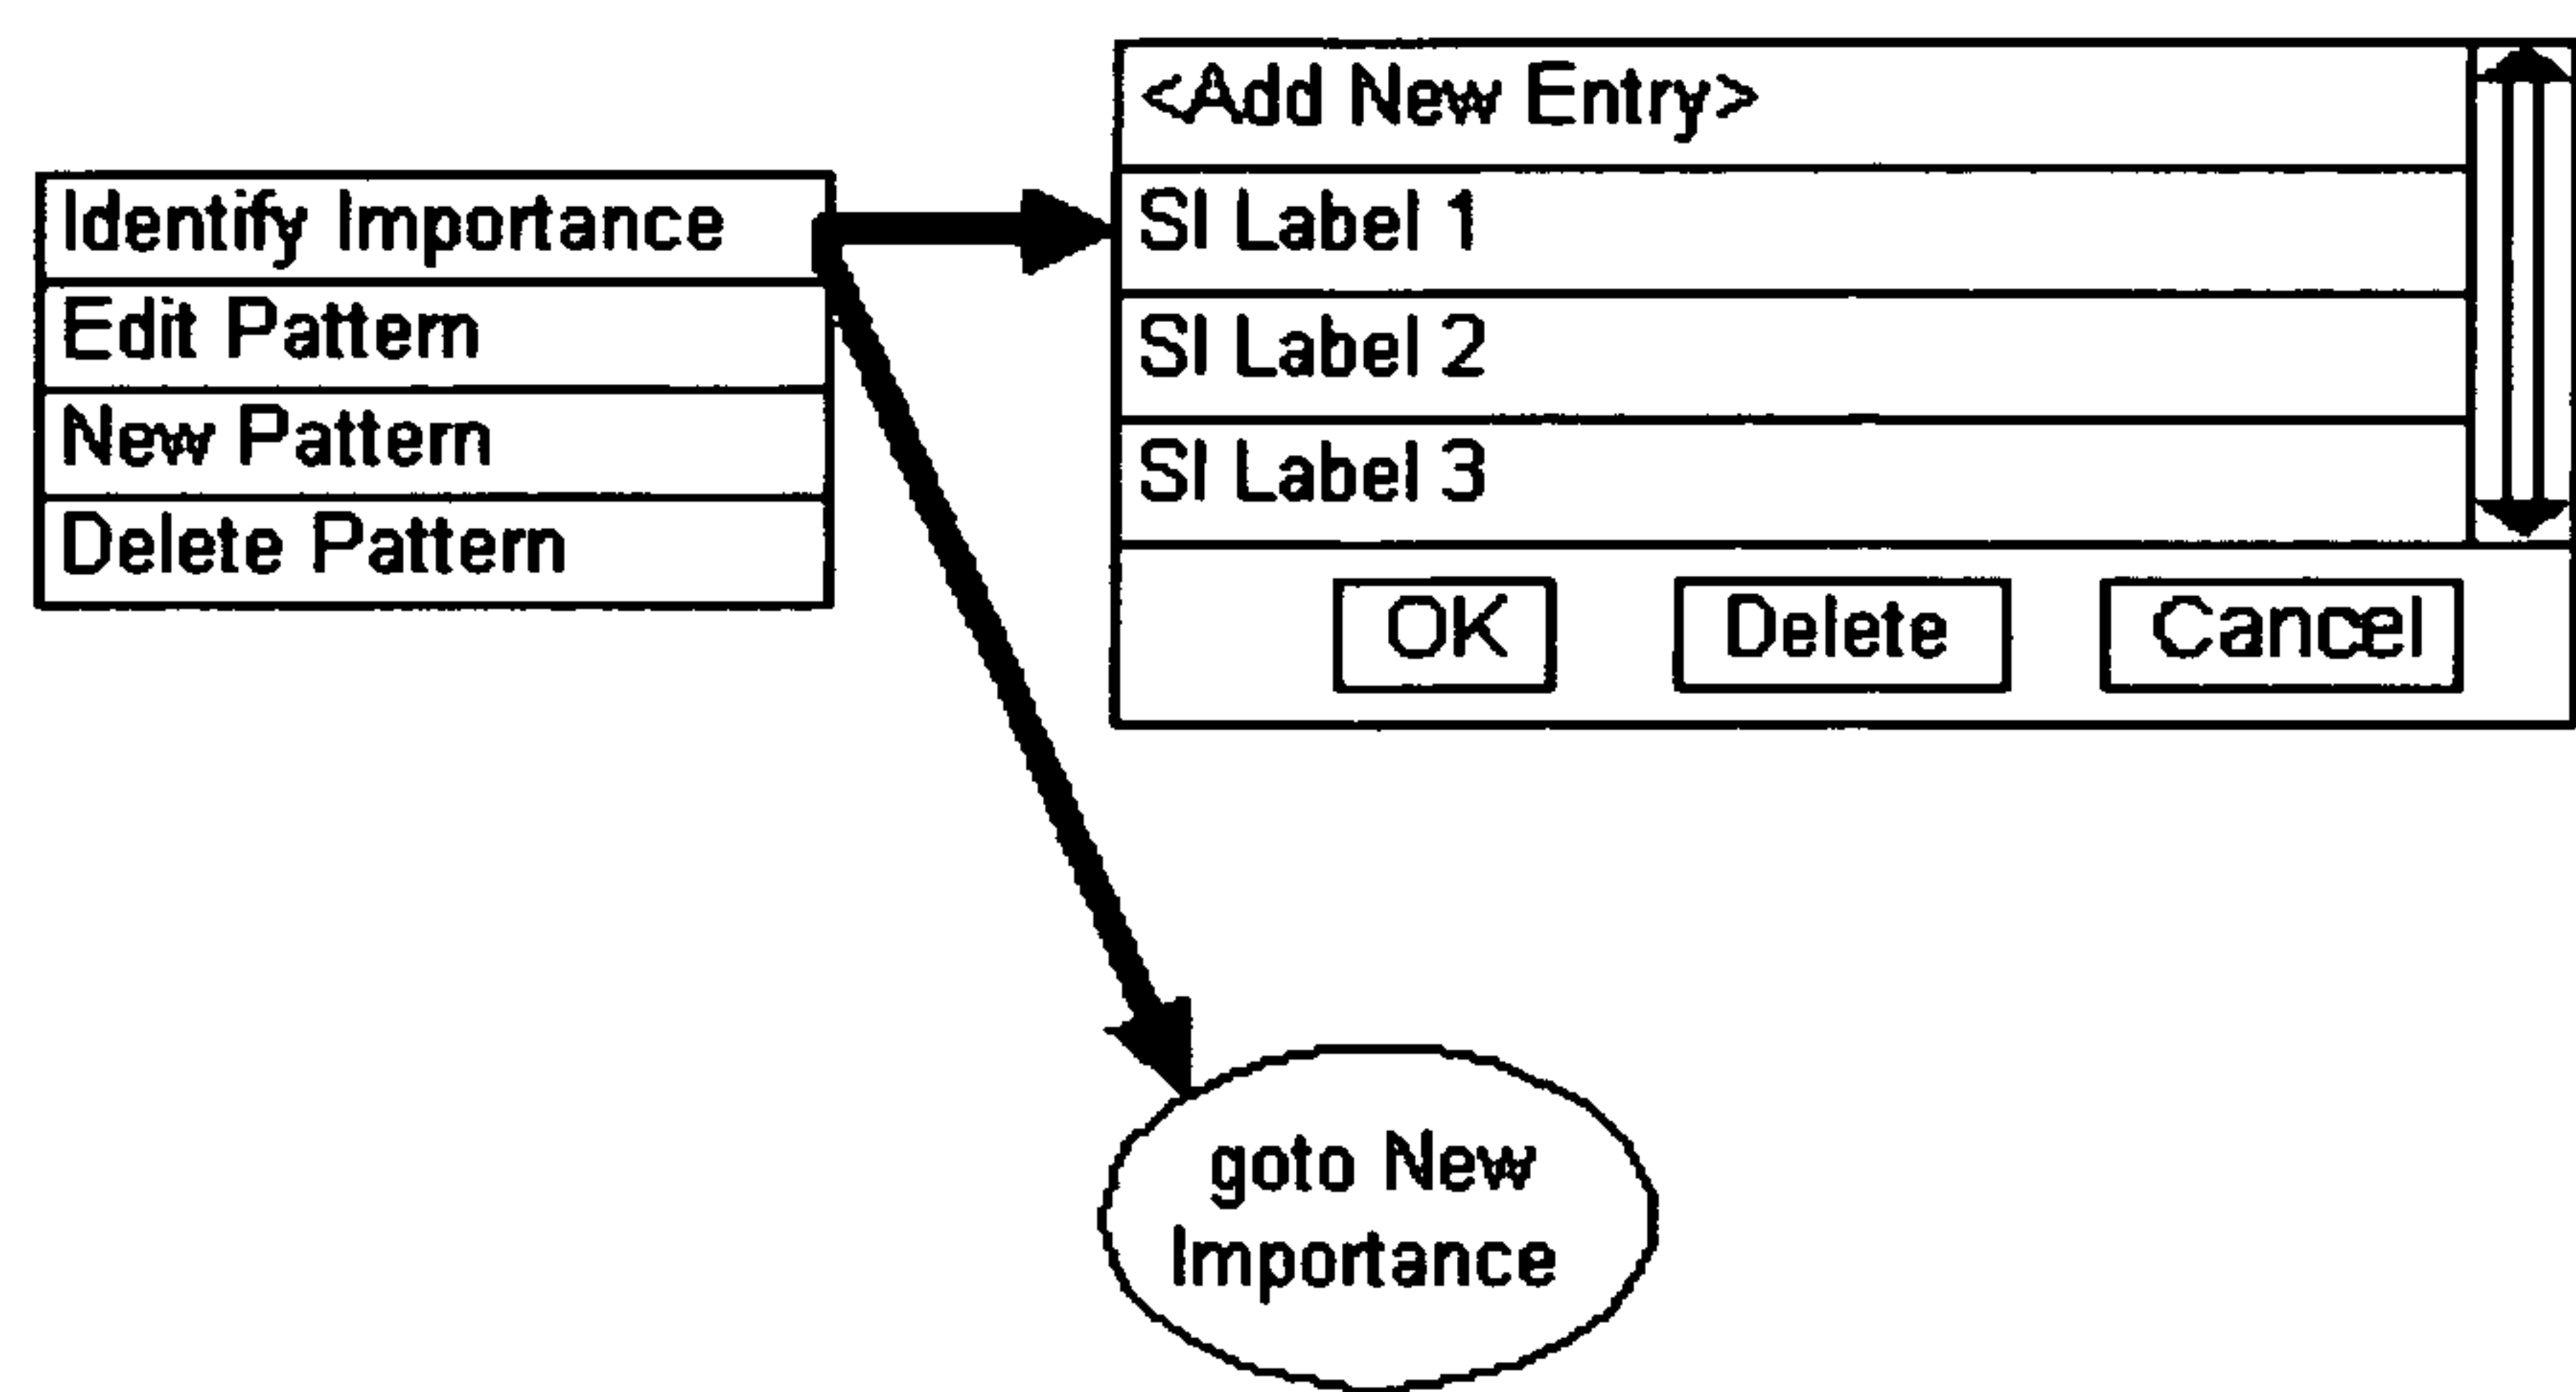 Identify Importance
Edit Pattern
New Pattern
Delete Pattern
<Add New Entry>
SI Label 1
SI Label 2
SI Label 3
OK
Delete
Cancel
goto New
Importance